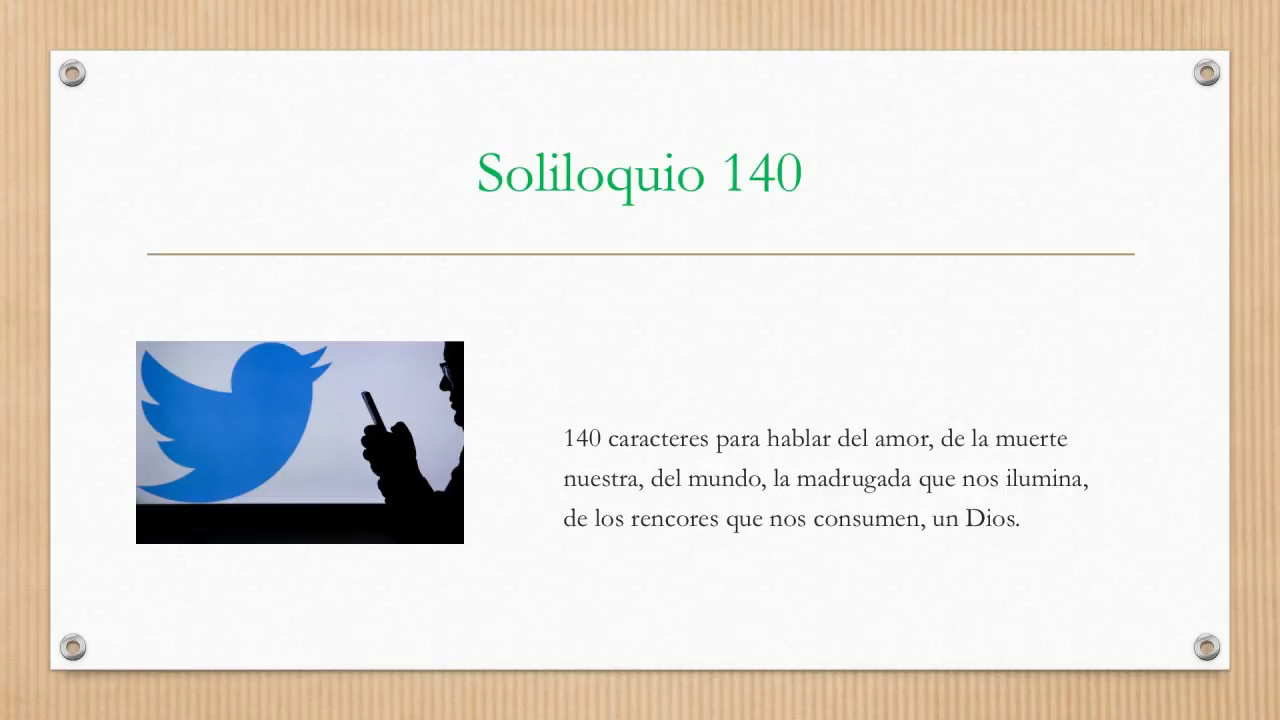 Soliloquio 140
140 caracteres para hablar del amor, de la muerte
nuestra, del mundo, la madrugada que nos ilumina,
de los rencores que nos consumen, un Dios.